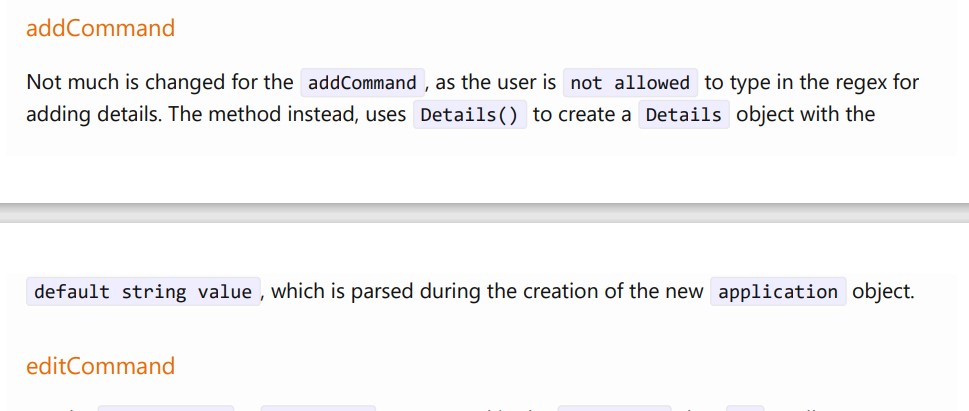 addCommand
Not much is changed for the addCommand, as the user is not allowed to type in the regex for
adding details. The method instead, uses Details() to create a Details object with the
default string value, which is parsed during the creation of the new application object.
editCommand